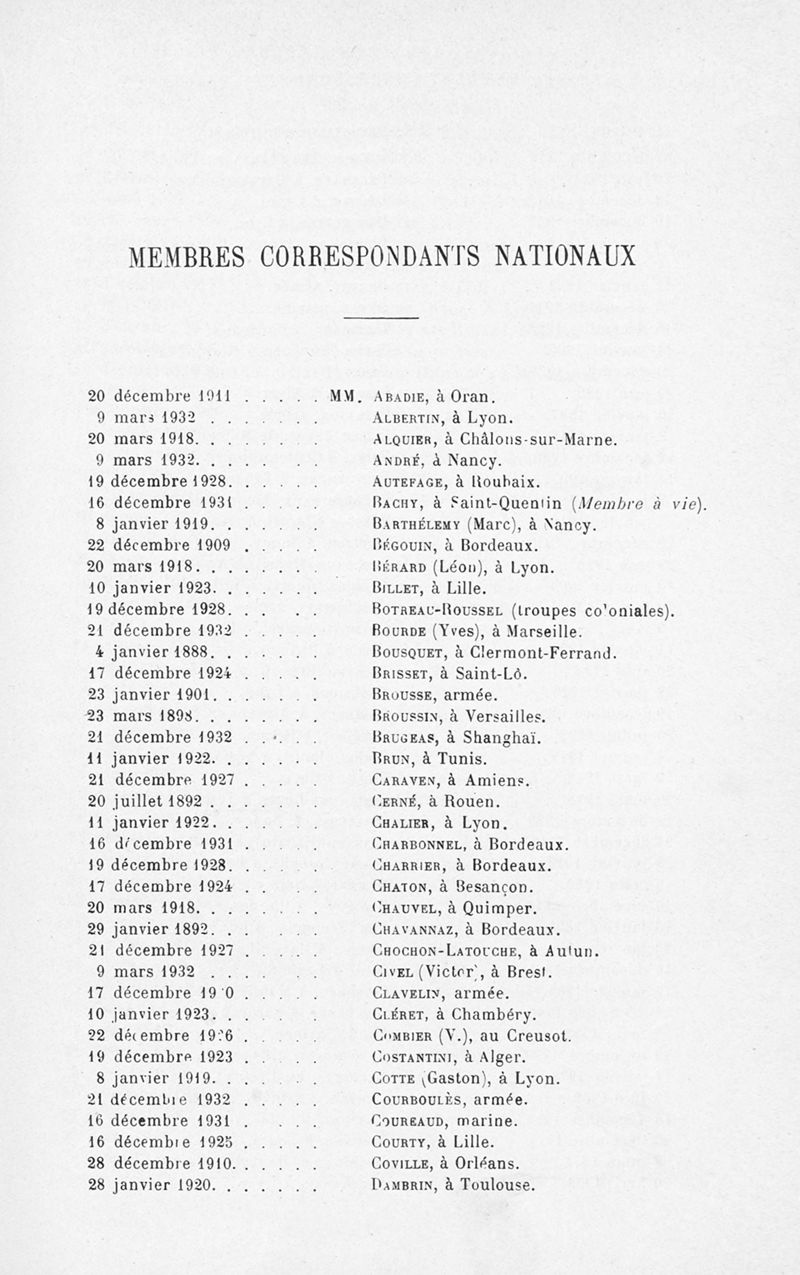 MEMBRES CORRESPONDANTS NATIONAUX
20 décembre 1911 . . . . . MM. ABADIE, à Oran.
9 mars 1932 . . . . . . . ALBERTIN, à Lyon.
20 mars 1918. . . . . . . ALQUIER, à Châlons-sur-Marne.
9 mars 1932. . . . . . . ANDRÉ, à Nancy.
19 décembre 1928. . . . . . AUTEFAGE, à Roubaix.
16 décembre 1931 . . . . . BACHY, à Saint-Quentin (Membre à vie).
8 janvier 1919. . . . . . . BARTHÉLEMY (Marc), à Nancy.
22 décembre 1909 . . . . . BÉGOUIN, à Bordeaux.
20 mars 1918. . . . . . . . BÉRARD (Léon), à Lyon.
10 janvier 1923. . . . . . . BILLET, à Lille.
19 décembre 1928. . . . . BOTREAU-ROUSSEL (troupes coloniales).
21 décembre 1932 . . . . . BOURDE (Yves), à Marseille.
4 janvier 1888. . . . . . . BOUSQUET, à Clermont-Ferrand.
17 décembre 1924 . . . . . BRISSET, à Saint-Lô.
23 janvier 1901. . . . . . . BROUSSE, armée.
23 mars 1898. . . . . . . . BROUSSIN, à Versailles.
21 décembre 1932 . . . . . BRUGEAS, à Shanghaï.
11 janvier 1922. . . . . . . BRUN, à Tunis.
21 décembre 1927 . . . . . CARAVEN, à Amiens.
20 juillet 1892 . . . . . . . CERNÉ, à Rouen.
11 janvier 1922. . . . . . . CHALIER, à Lyon.
16 décembre 1931 . . . . . CHARBONNEL, à Bordeaux.
19 décembre 1928. . . . . . CHARRIER, à Bordeaux.
17 décembre 1924 . . . . CHATON, à Besançon.
20 mars 1918. . . . . . . . CHAUVEL, à Quimper.
29 janvier 1892. . . . . . CHAVANNAZ, à Bordeaux.
21 décembre 1927 . . . . . CHOCHON-LATOUCHE, à Autun.
9 mars 1932 . . . . . . CIVEL (Victor), à Brest.
17 décembre 19 0 . . . . . CLAVELIN, armée.
10 janvier 1923. . . . . . CLÉRET, à Chambéry.
22 décembre 1926 . . . . . COMBIER (V.), au Creusot.
19 décembre 1923 . . . . . COSTANTINI, à Alger.
8 janvier 1919. . . . . . . COTTE (Gaston), à Lyon.
21 décembre 1932 . . . . . COURBOULÈS, armée.
16 décembre 1931 . . . . COUREAUD, marine.
16 décembre 1925 . . . . . COURTY, à Lille.
28 décembre 1910. . . . . . COVILLE, à Orléans.
28 janvier 1920. . . . . . . DAMBRIN, à Toulouse.